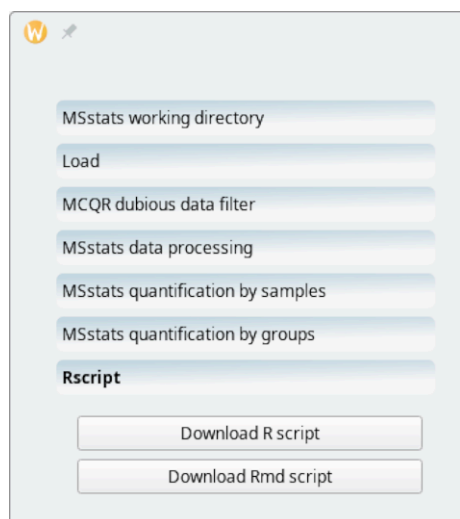 MSstats working directory
Load
MCQR dubious data filter
MSstats data processing
MSstats quantification by samples
MSstats quantification by groups
Rscript
Download R script
Download Rmd script